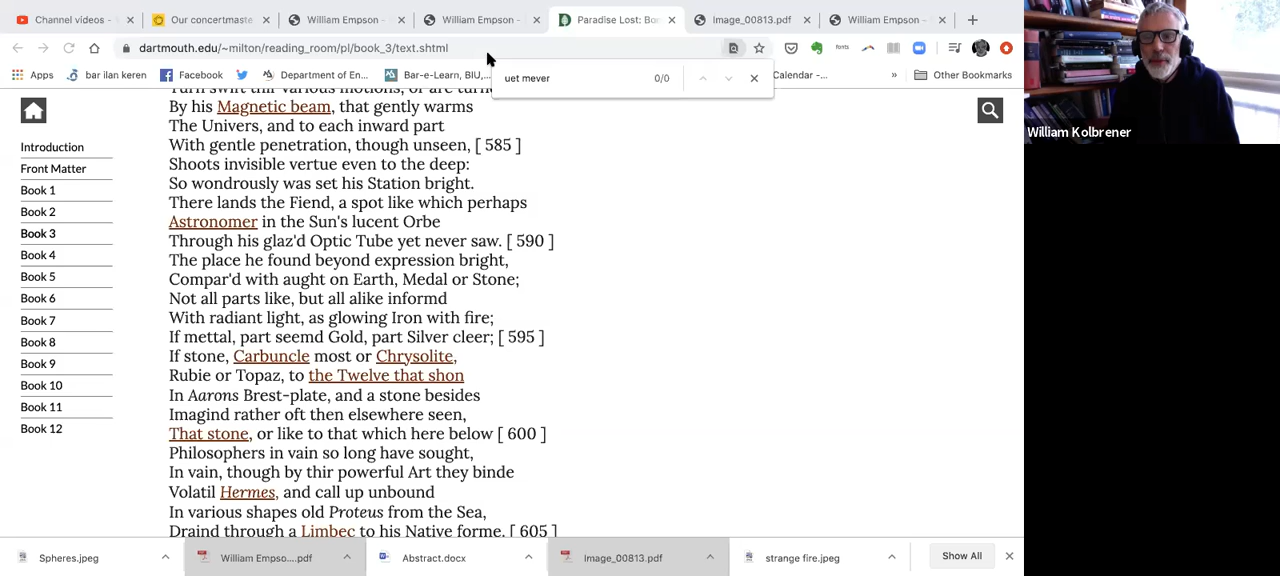 Channel videos -
Our concertmaste
William Empson -
William Empson -
Paradise Lost: Bo
Image_00813.pdf
William Empson -
dartmouth.edu/~milton/reading_room/pl/book_3/text.shtml
fonts
uet mever
0/0
Apps
bar ilan keren
Facebook
Department of En...
Bar-e-Learn, BIU,...
Calendar -...
»
Other Bookmarks
William Kolbrener
Introduction
Front Matter
Book 1
Book 2
Book 3
Book 4
Book 5
Book 6
Book 7
Book 8
Book 9
Book 10
Book 11
Book 12
Turn swift thir various motions, or are turn
By his Magnetic beam, that gently warms
The Univers, and to each inward part
With gentle penetration, though unseen, [ 585 ]
Shoots invisible vertue even to the deep:
So wondrously was set his Station bright.
There lands the Fiend, a spot like which perhaps
Astronomer in the Sun's lucent Orbe
Through his glaz'd Optic Tube yet never saw. [ 590 ]
The place he found beyond expression bright,
Compar'd with aught on Earth, Medal or Stone;
Not all parts like, but all alike informd
With radiant light, as glowing Iron with fire;
If mettal, part seemd Gold, part Silver cleer; [ 595 ]
If stone, Carbuncle most or Chrysolite,
Rubie or Topaz, to the Twelve that shon
In Aarons Brest-plate, and a stone besides
Imagind rather oft then elsewhere seen,
That stone, or like to that which here below [ 600 ]
Philosophers in vain so long have sought,
In vain, though by thir powerful Art they binde
Volatil Hermes, and call up unbound
In various shapes old Proteus from the Sea,
Draind through a Limbec to his Native forme. [ 605 ]
Spheres.jpeg
William Empso....pdf
Abstract.docx
Image_00813.pdf
strange fire.jpeg
Show All